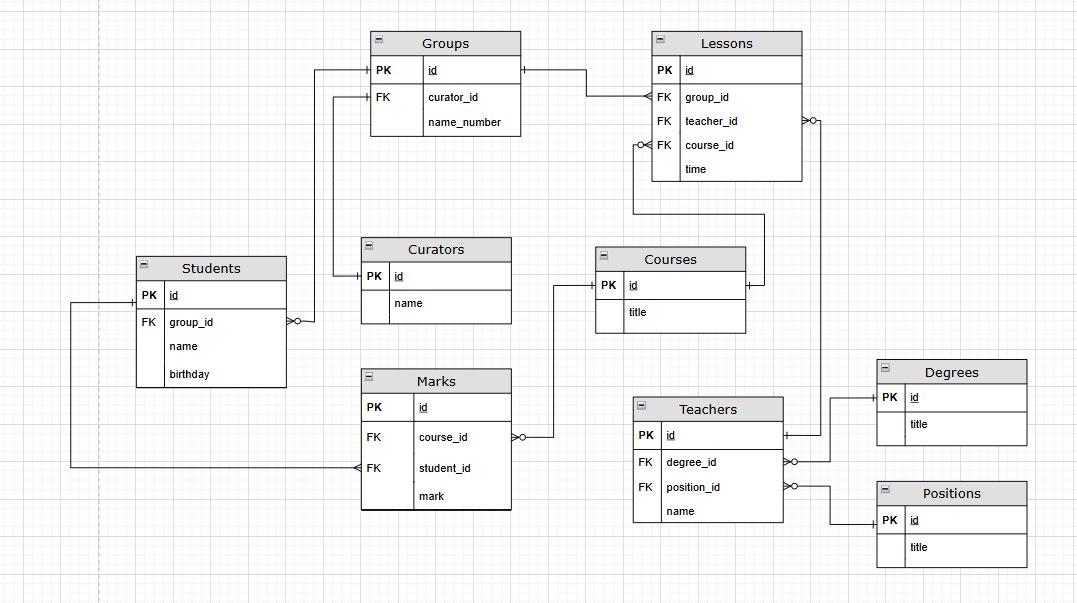 Groups
PK id
FK curator_id
name_number
Lessons
PK id
FK group_id
FK teacher_id
FK course_id
time
Curators
PK id
name
Courses
PK id
title
Students
PK id
FK group_id
name
birthday
Marks
PK id
FK course_id
FK student_id
mark
Teachers
PK id
FK degree_id
FK position_id
name
Degrees
PK id
title
Positions
PK id
title